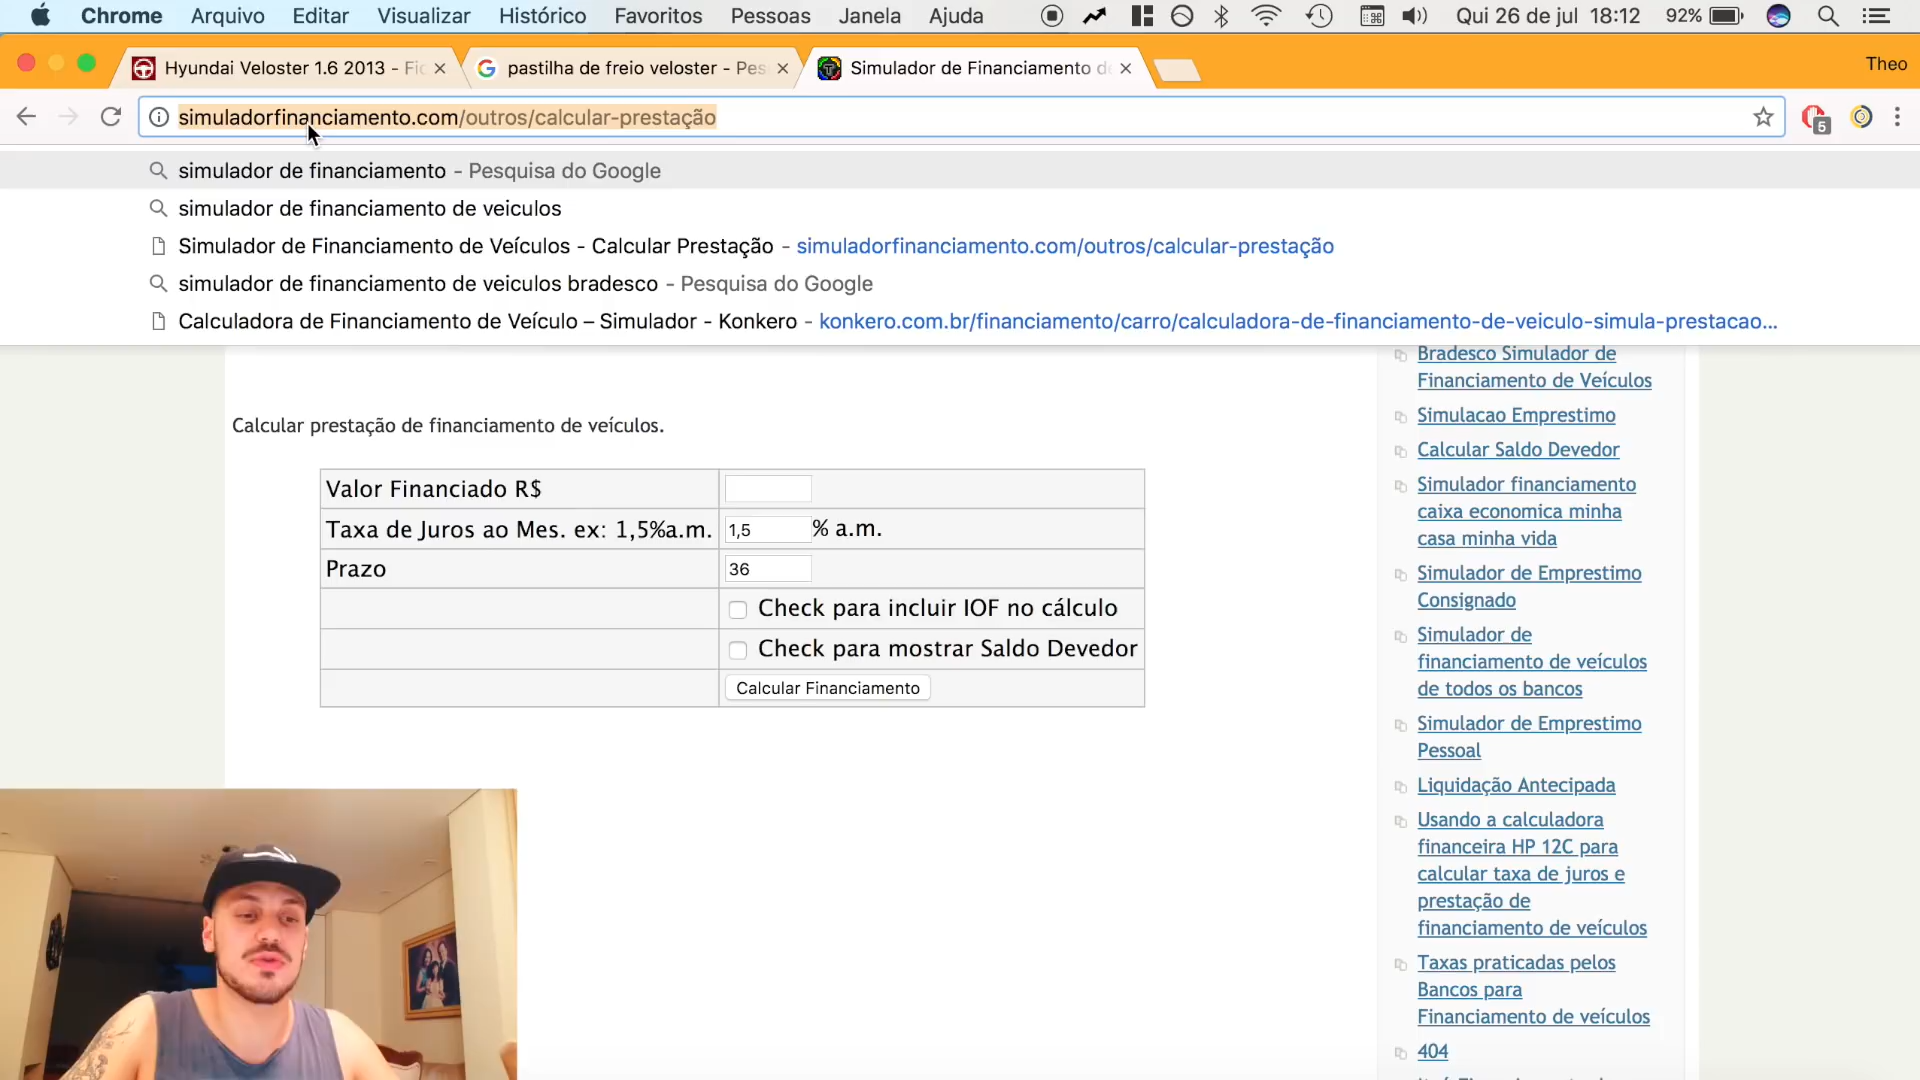 Chrome Arquivo Editar Visualizar Histórico Favoritos Pessoas Janela Ajuda Qui 26 de jul 18:12 92%
Hyundai Veloster 1.6 2013 - Fic pastilha de freio veloster - Pes Simulador de Financiamento de Theo
simuladorfinanciamento.com/outros/calcular-prestação 5
simulador de financiamento - Pesquisa do Google
simulador de financiamento de veiculos
Simulador de Financiamento de Veículos - Calcular Prestação - simuladorfinanciamento.com/outros/calcular-prestação
simulador de financiamento de veiculos bradesco - Pesquisa do Google
Calculadora de Financiamento de Veículo – Simulador - Konkero - konkero.com.br/financiamento/carro/calculadora-de-financiamento-de-veiculo-simula-prestacao...
Calcular prestação de financiamento de veículos.
Valor Financiado R$
Taxa de Juros ao Mes. ex: 1,5%a.m. 1,5 % a.m.
Prazo 36
Check para incluir IOF no cálculo
Check para mostrar Saldo Devedor
Calcular Financiamento
Bradesco Simulador de
Financiamento de Veículos
Simulacao Emprestimo
Calcular Saldo Devedor
Simulador financiamento
caixa economica minha
casa minha vida
Simulador de Emprestimo
Consignado
Simulador de
financiamento de veículos
de todos os bancos
Simulador de Emprestimo
Pessoal
Liquidação Antecipada
Usando a calculadora
financeira HP 12C para
calcular taxa de juros e
prestação de
financiamento de veículos
Taxas praticadas pelos
Bancos para
Financiamento de veículos
404